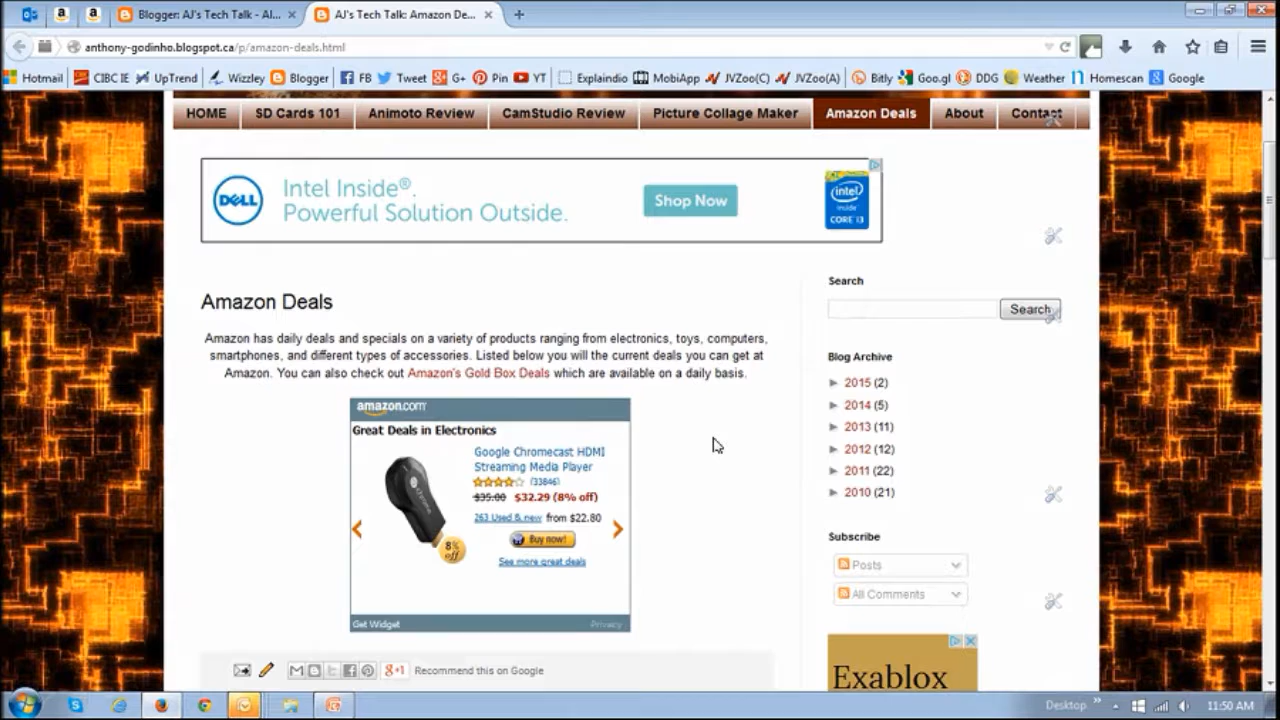 Blogger: AJ's Tech Talk - Al...
AJ's Tech Talk: Amazon De...
anthony-godinho.blogspot.ca/p/amazon-deals.html
Hotmail CIBC IE UpTrend Wizzley Blogger FB Tweet G+ Pin YT Explaindio MobiApp JVZoo(C) JVZoo(A) Bitly Goo.gl DDG Weather Homescan Google
HOME SD Cards 101 Animoto Review CamStudio Review Picture Collage Maker Amazon Deals About Contact
DELL
Intel Inside®.
Powerful Solution Outside.
Shop Now
intel
inside
CORE i3
Amazon Deals
Amazon has daily deals and specials on a variety of products ranging from electronics, toys, computers,
smartphones, and different types of accessories. Listed below you will the current deals you can get at
Amazon. You can also check out Amazon's Gold Box Deals which are available on a daily basis.
amazon.com
Great Deals in Electronics
Google Chromecast HDMI
Streaming Media Player
(33846)
$35.00 $32.29 (8% off)
263 Used & new from $22.80
Buy now!
See more great deals
chrome
8%
off
Get Widget Privacy
Recommend this on Google
g+1
Search
Search
Blog Archive
► 2015 (2)
► 2014 (5)
► 2013 (11)
► 2012 (12)
► 2011 (22)
► 2010 (21)
Subscribe
Posts
All Comments
Exablox
Desktop
11:50 AM